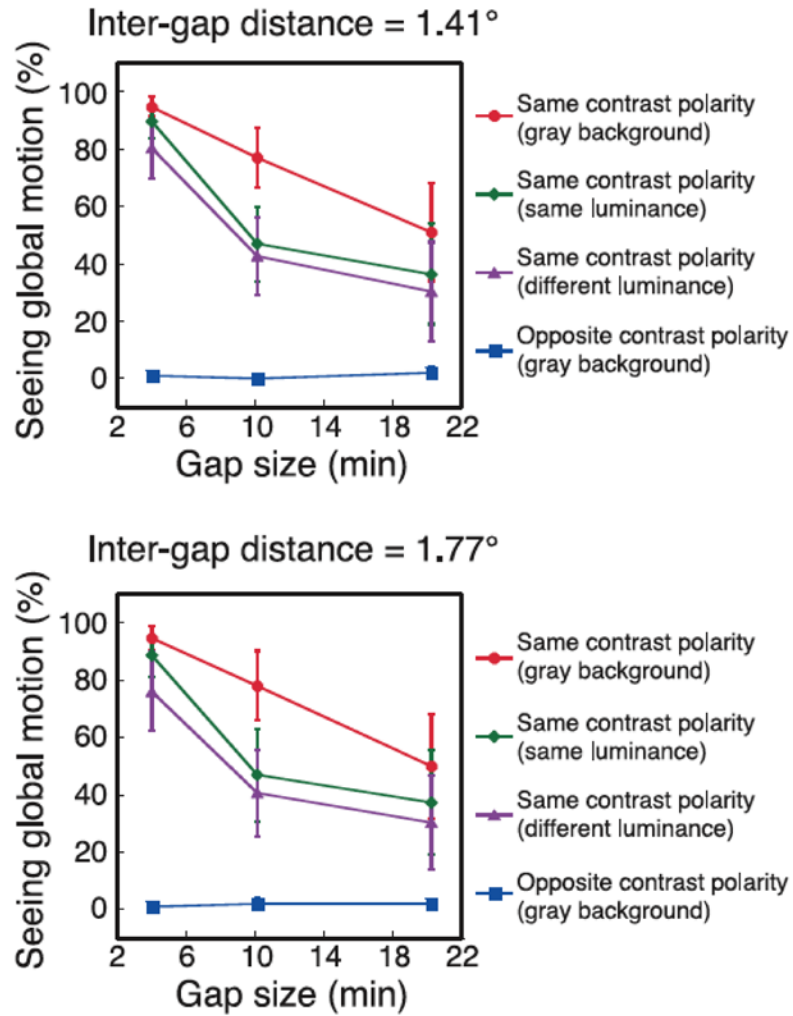 Inter-gap distance = 1.41°
Seeing global motion (%)
100
80
60
40
20
0
2 6 10 14 18 22
Gap size (min)
Same contrast polarity
(gray background)
Same contrast polarity
(same luminance)
Same contrast polarity
(different luminance)
Opposite contrast polarity
(gray background)
Inter-gap distance = 1.77°
Seeing global motion (%)
100
80
60
40
20
0
2 6 10 14 18 22
Gap size (min)
Same contrast polarity
(gray background)
Same contrast polarity
(same luminance)
Same contrast polarity
(different luminance)
Opposite contrast polarity
(gray background)